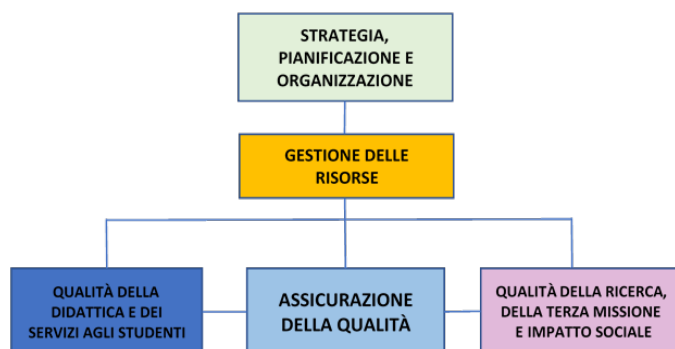 STRATEGIA,
PIANIFICAZIONE E
ORGANIZZAZIONE
GESTIONE DELLE
RISORSE
QUALITÀ DELLA
DIDATTICA E DEI
SERVIZI AGLI STUDENTI
ASSICURAZIONE
DELLA QUALITÀ
QUALITÀ DELLA RICERCA,
DELLA TERZA MISSIONE
E IMPATTO SOCIALE